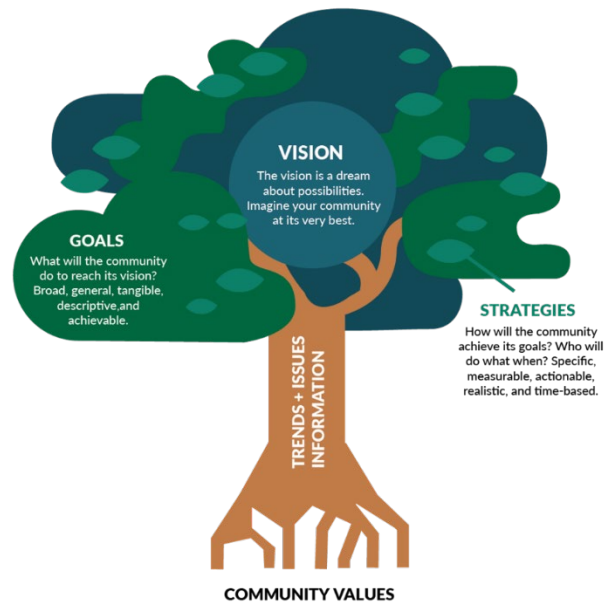 VISION
The vision is a dream
about possibilities.
Imagine your community
at its very best.
GOALS
What will the community
do to reach its vision?
Broad, general, tangible,
descriptive,and
achievable.
STRATEGIES
How will the community
achieve its goals? Who will
do what when? Specific,
measurable, actionable,
realistic, and time-based.
TRENDS + ISSUES
INFORMATION
COMMUNITY VALUES